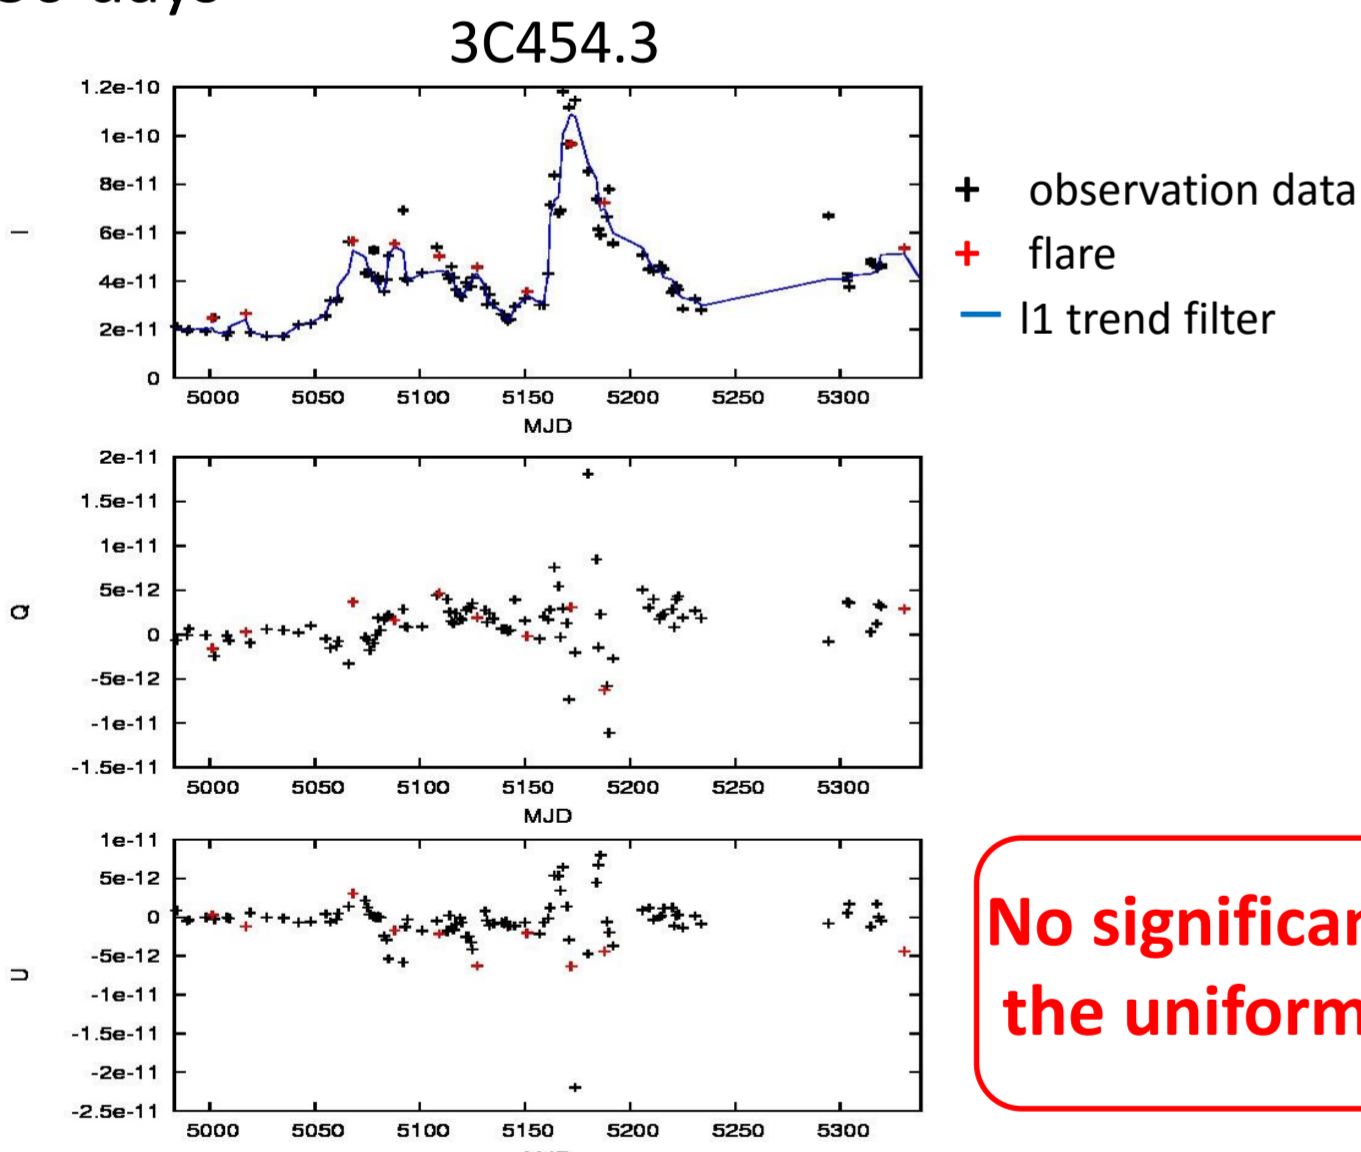 3C454.3
1.2e-10
1e-10
8e-11
6e-11
4e-11
2e-11
0
I
5000 5050 5100 5150 5200 5250 5300
MJD
+ observation data
+ flare
l1 trend filter
2e-11
1.5e-11
1e-11
5e-12
0
-5e-12
-1e-11
-1.5e-11
Q
5000 5050 5100 5150 5200 5250 5300
MJD
1e-11
5e-12
0
-5e-12
-1e-11
-1.5e-11
-2e-11
-2.5e-11
U
5000 5050 5100 5150 5200 5250 5300
No significan
the uniform